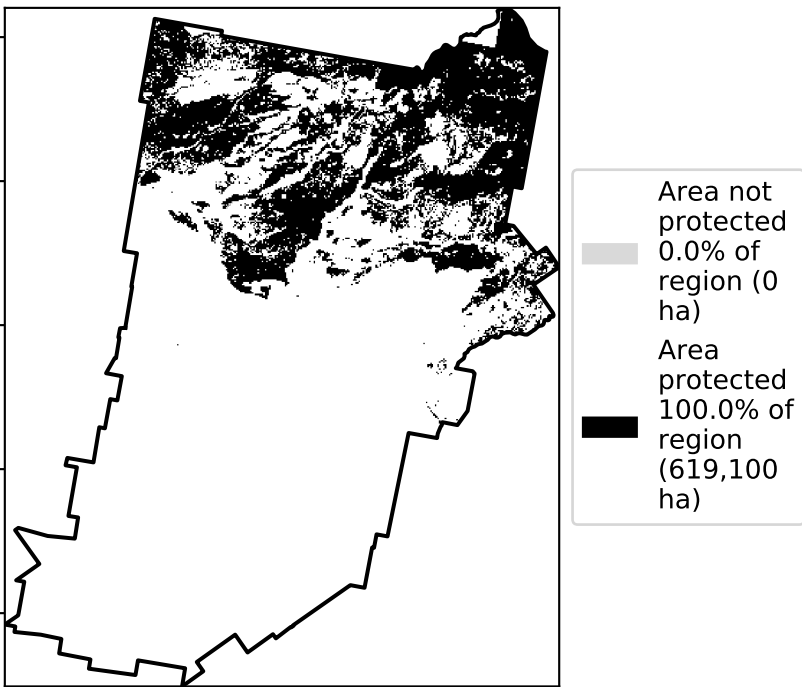 Area not
protected
0.0% of
region (0
ha)
Area
protected
100.0% of
region
(619,100
ha)